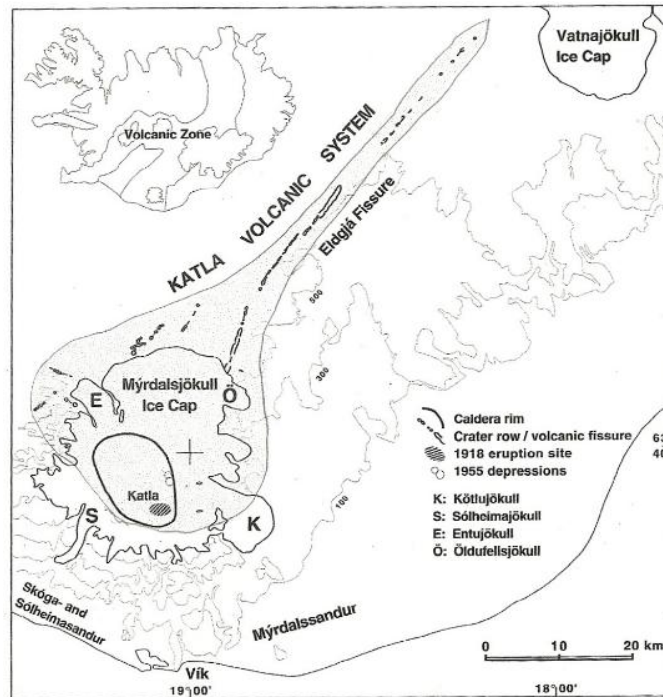 Vatnajökull
Ice Cap
Volcanic Zone
KATLA VOLCANIC SYSTEM
Eldgjá Fissure
500
300
100
Mýrdalsjökull
Ice Cap
E
Ö
Katla
S
K
Caldera rim
Crater row / volcanic fissure
1918 eruption site
1955 depressions
K: Kötlujökull
S: Sólheimajökull
E: Entujökull
Ö: Öldufellsjökull
Skóga- and
Sólheimasandur
Mýrdalssandur
Vík
0 10 20 km
19°00' 18°00'